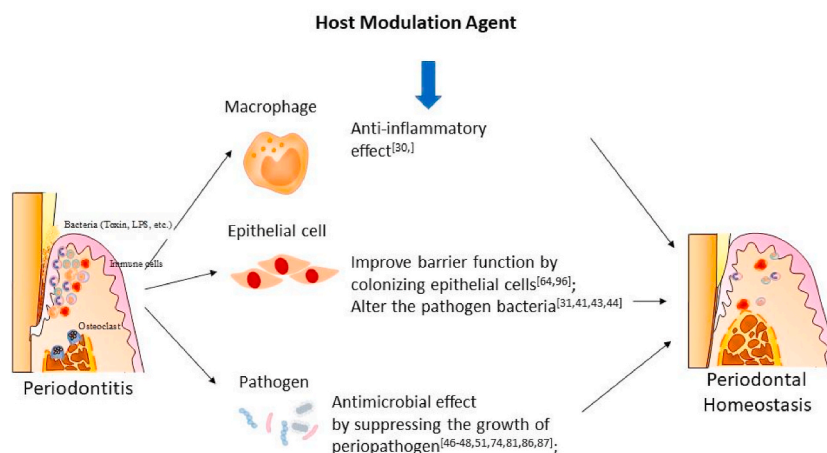 Host Modulation Agent
Macrophage
Anti-inflammatory
effect[30,]
Bacteria (Toxin, LPS, etc.)
Immune cells
Osteoclast
Periodontitis
Epithelial cell
Improve barrier function by
colonizing epithelial cells[64,96];
Alter the pathogen bacteria[31,41,43,44]
Pathogen
Antimicrobial effect
by suppressing the growth of
periopathogen[46-48,51,74,81,86,87];
Periodontal
Homeostasis